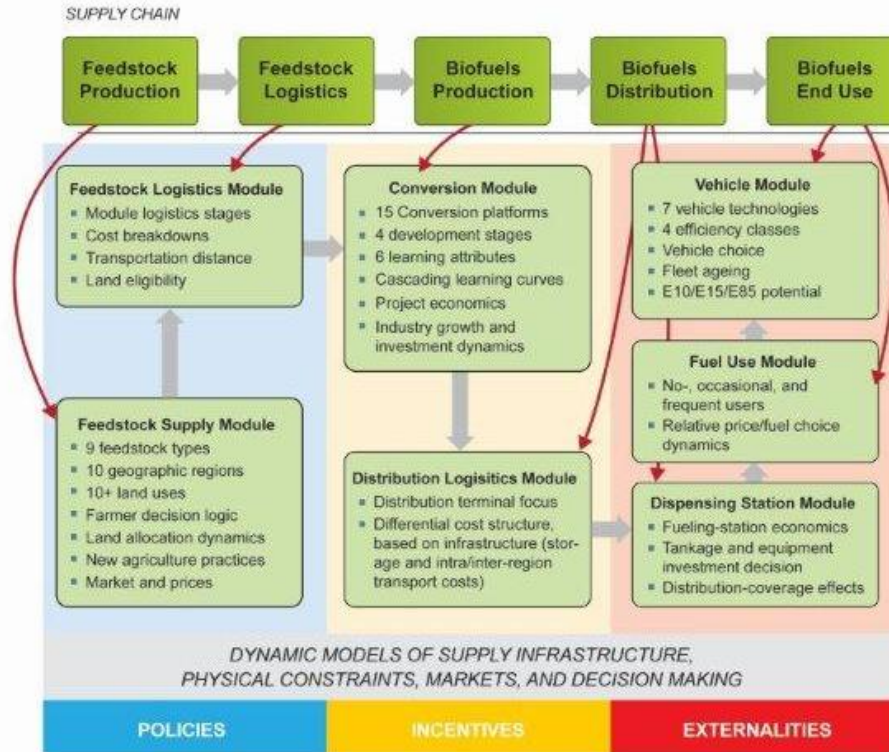 SUPPLY CHAIN
Feedstock
Production
Feedstock
Logistics
Biofuels
Production
Biofuels
Distribution
Biofuels
End Use
Feedstock Logistics Module
▪ Module logistics stages
▪ Cost breakdowns
▪ Transportation distance
▪ Land eligibility
Feedstock Supply Module
▪ 9 feedstock types
▪ 10 geographic regions
▪ 10+ land uses
▪ Farmer decision logic
▪ Land allocation dynamics
▪ New agriculture practices
▪ Market and prices
Conversion Module
▪ 15 Conversion platforms
▪ 4 development stages
▪ 6 learning attributes
▪ Cascading learning curves
▪ Project economics
▪ Industry growth and
investment dynamics
Distribution Logisitics Module
▪ Distribution terminal focus
▪ Differential cost structure,
based on infrastructure (stor-
age and intra/inter-region
transport costs)
Vehicle Module
▪ 7 vehicle technologies
▪ 4 efficiency classes
▪ Vehicle choice
▪ Fleet ageing
▪ E10/E15/E85 potential
Fuel Use Module
▪ No-, occasional, and
frequent users
▪ Relative price/fuel choice
dynamics
Dispensing Station Module
▪ Fueling-station economics
▪ Tankage and equipment
investment decision
▪ Distribution-coverage effects
DYNAMIC MODELS OF SUPPLY INFRASTRUCTURE,
PHYSICAL CONSTRAINTS, MARKETS, AND DECISION MAKING
POLICIES
INCENTIVES
EXTERNALITIES